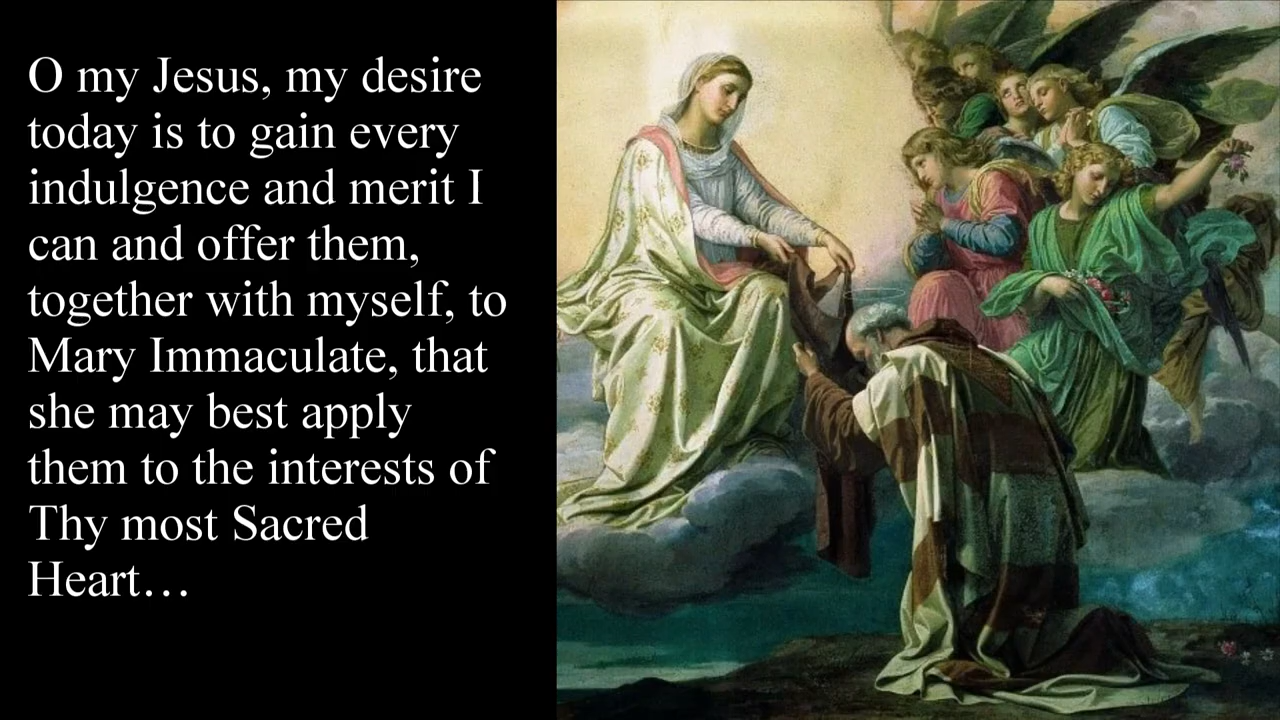 O my Jesus, my desire
today is to gain every
indulgence and merit I
can and offer them,
together with myself, to
Mary Immaculate, that
she may best apply
them to the interests of
Thy most Sacred
Heart…